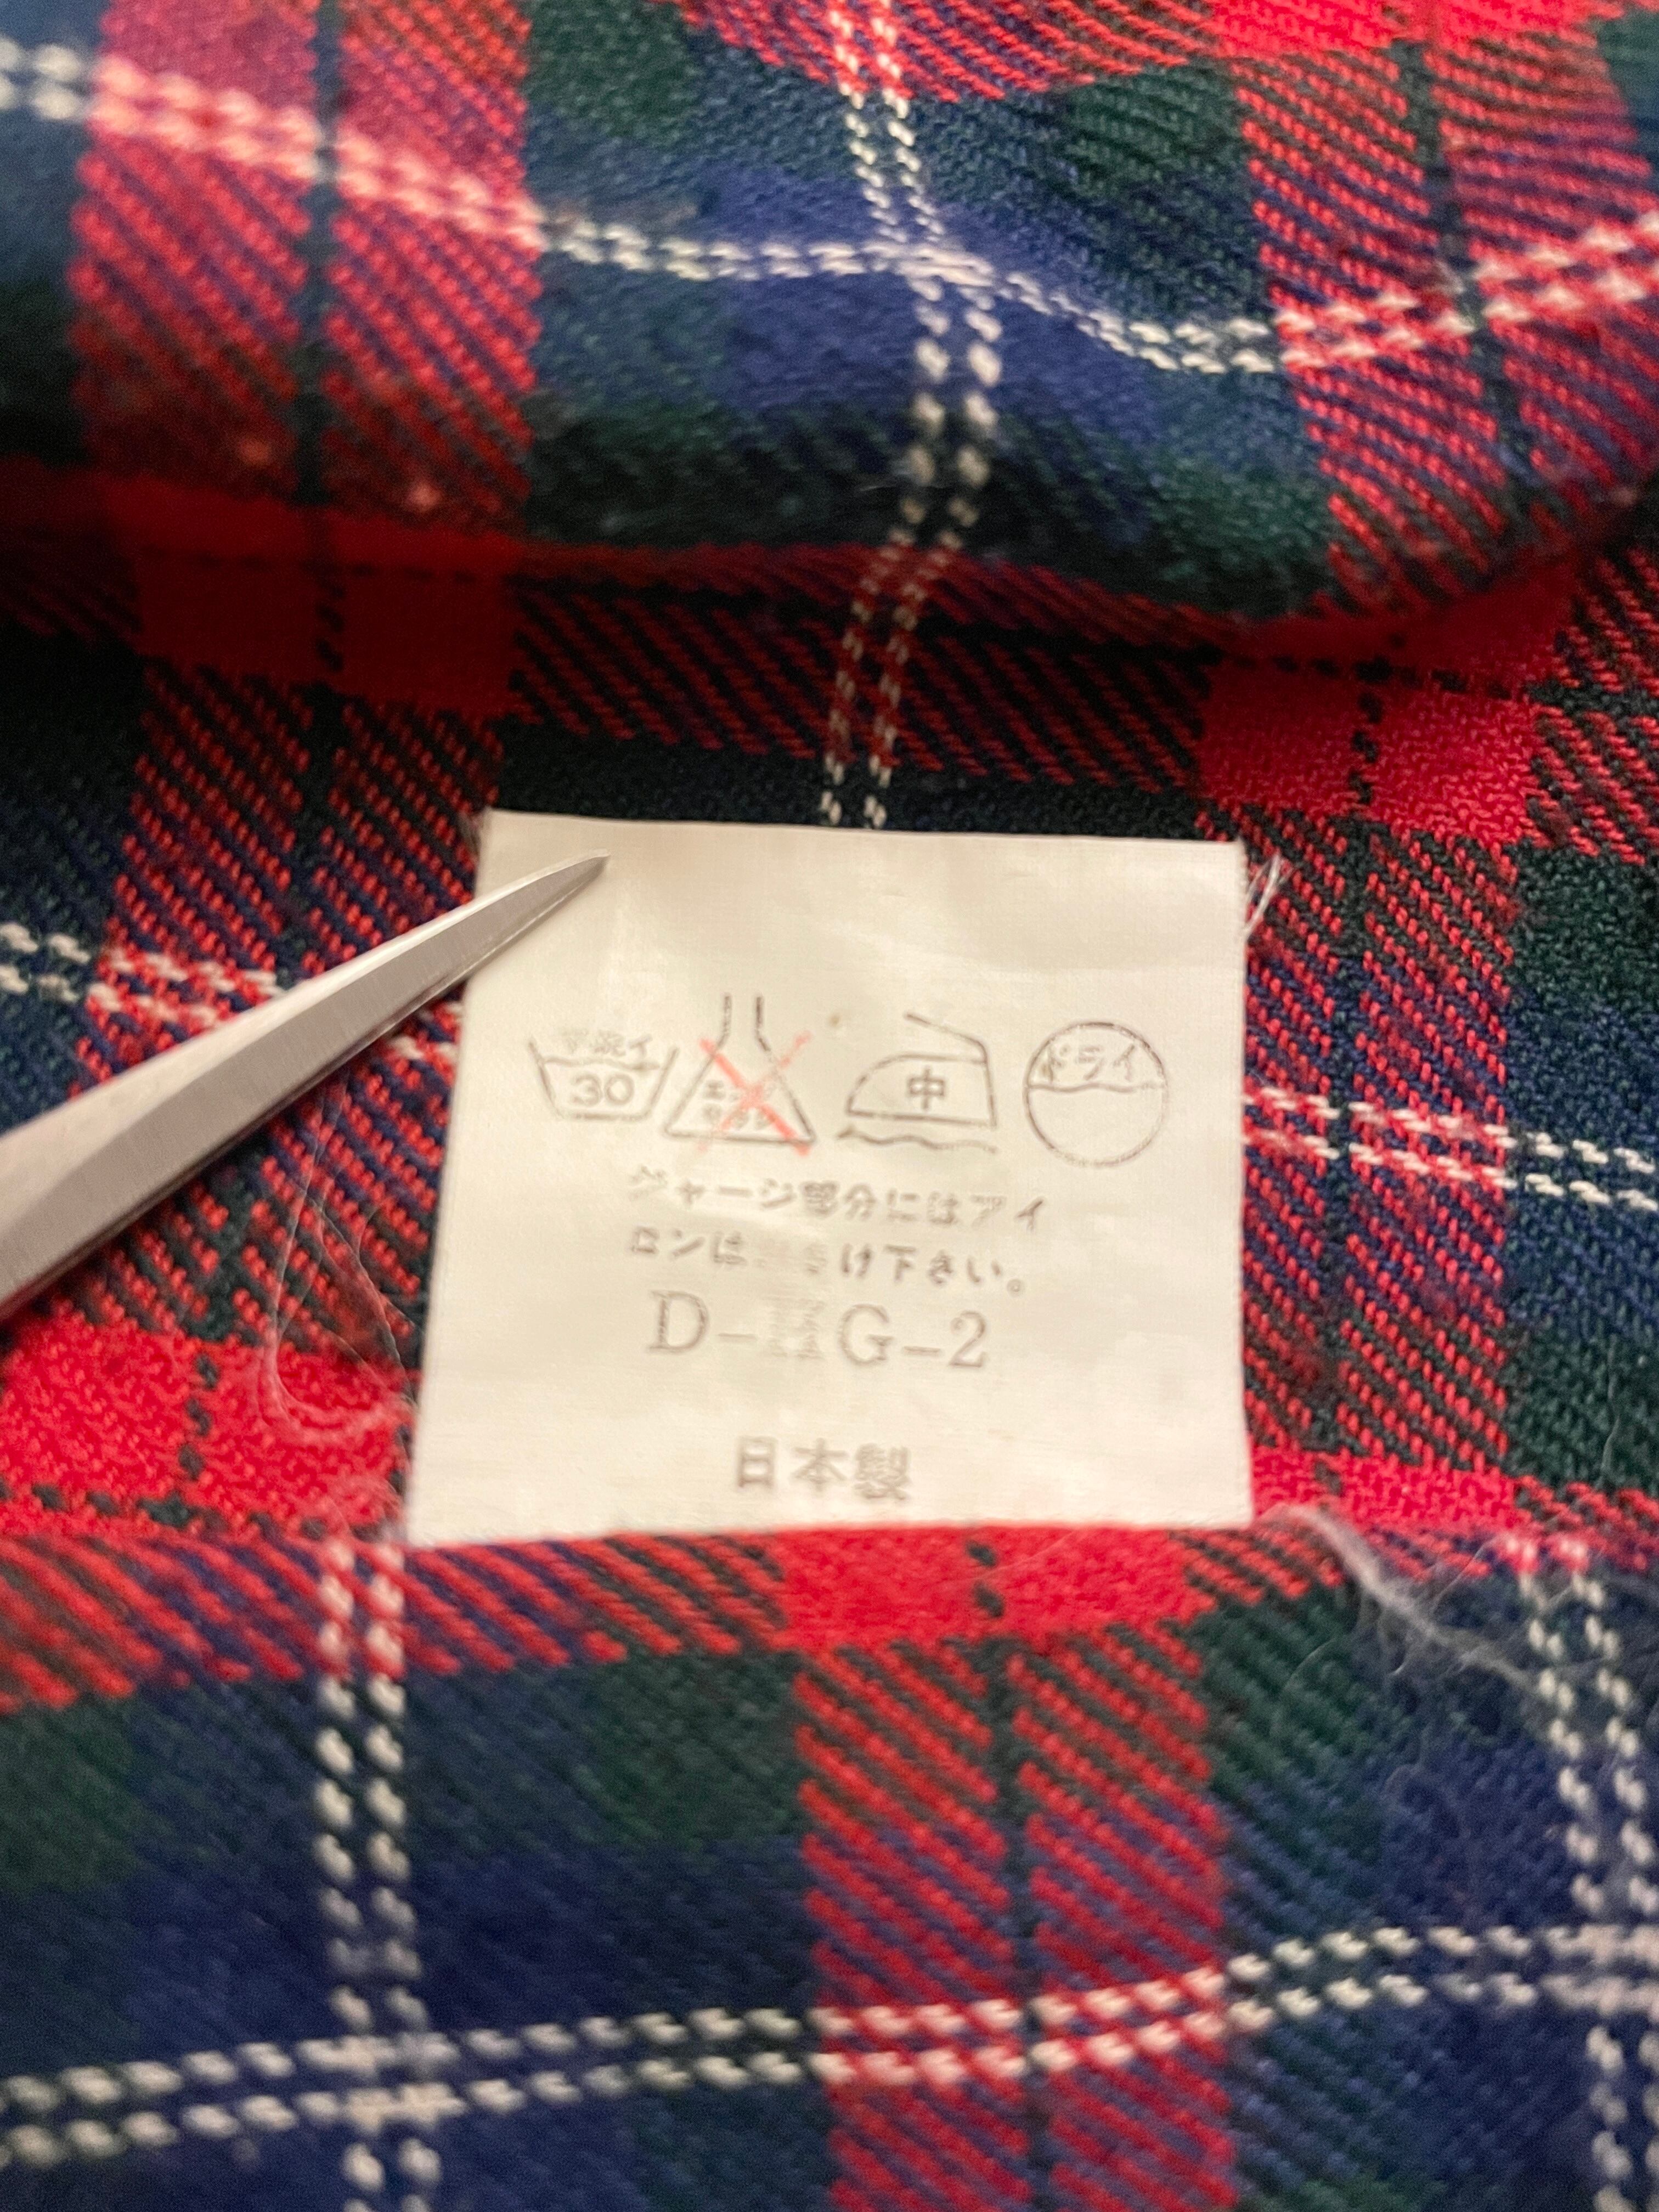 手洗イ
30
中
ドライ
ジャージ部分にはアイ
ロンは け下さい。
D- G-2
日本製